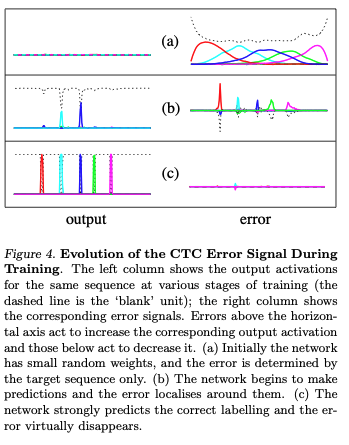 (a)
(b)
(c)
output error
Figure 4. Evolution of the CTC Error Signal During
Training. The left column shows the output activations
for the same sequence at various stages of training (the
dashed line is the ‘blank’ unit); the right column shows
the corresponding error signals. Errors above the horizon-
tal axis act to increase the corresponding output activation
and those below act to decrease it. (a) Initially the network
has small random weights, and the error is determined by
the target sequence only. (b) The network begins to make
predictions and the error localises around them. (c) The
network strongly predicts the correct labelling and the er-
ror virtually disappears.